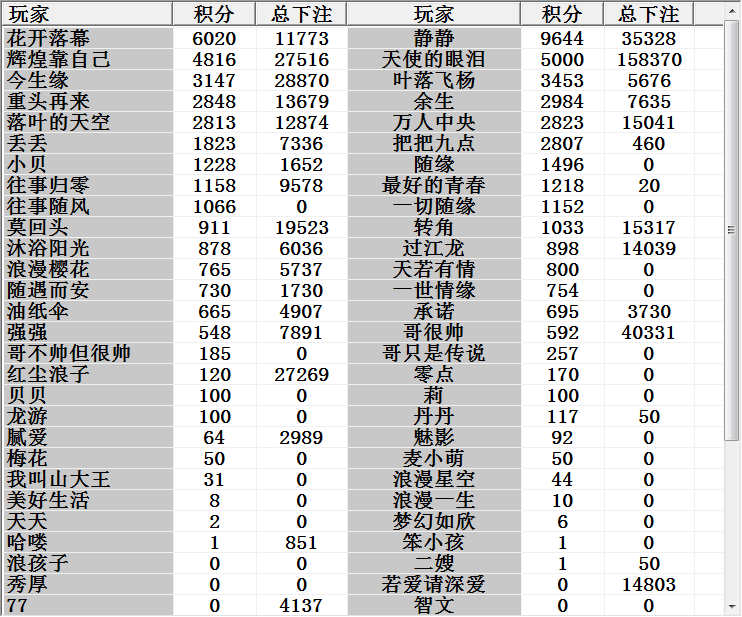 玩家 积分 总下注 玩家 积分 总下注
花开落幕 6020 11773 静静 9644 35328
辉煌靠自己 4816 27516 天使的眼泪 5000 158370
今生缘 3147 28870 叶落飞杨 3453 5676
重头再来 2848 13679 余生 2984 7635
落叶的天空 2813 12874 万人中央 2823 15041
丢丢 1823 7336 把把九点 2807 460
小贝 1228 1652 随缘 1496 0
往事归零 1158 9578 最好的青春 1218 20
往事随风 1066 0 一切随缘 1152 0
莫回头 911 19523 转角 1033 15317
沐浴阳光 878 6036 过江龙 898 14039
浪漫樱花 765 5737 天若有情 800 0
随遇而安 730 1730 一世情缘 754 0
油纸伞 665 4907 承诺 695 3730
强强 548 7891 哥很帅 592 40331
哥不帅但很帅 185 0 哥只是传说 257 0
红尘浪子 120 27269 零点 170 0
贝贝 100 0 莉 100 0
龙游 100 0 丹丹 117 50
腻爱 64 2989 魅影 92 0
梅花 50 0 麦小萌 50 0
我叫山大王 31 0 浪漫星空 44 0
美好生活 8 0 浪漫一生 10 0
天天 2 0 梦幻如欣 6 0
哈喽 1 851 笨小孩 1 0
浪孩子 0 0 二嫂 1 50
秀厚 0 0 若爱请深爱 0 14803
77 0 4137 智文 0 0